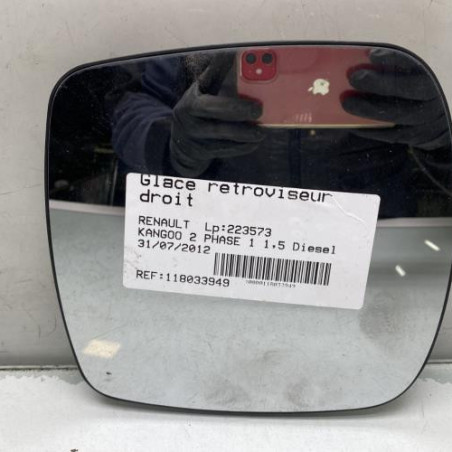 Glace retroviseur
droit
RENAULT Lp:223573
KANGOO 2 PHASE 1 1.5 Diesel
31/07/2012
REF:118033949